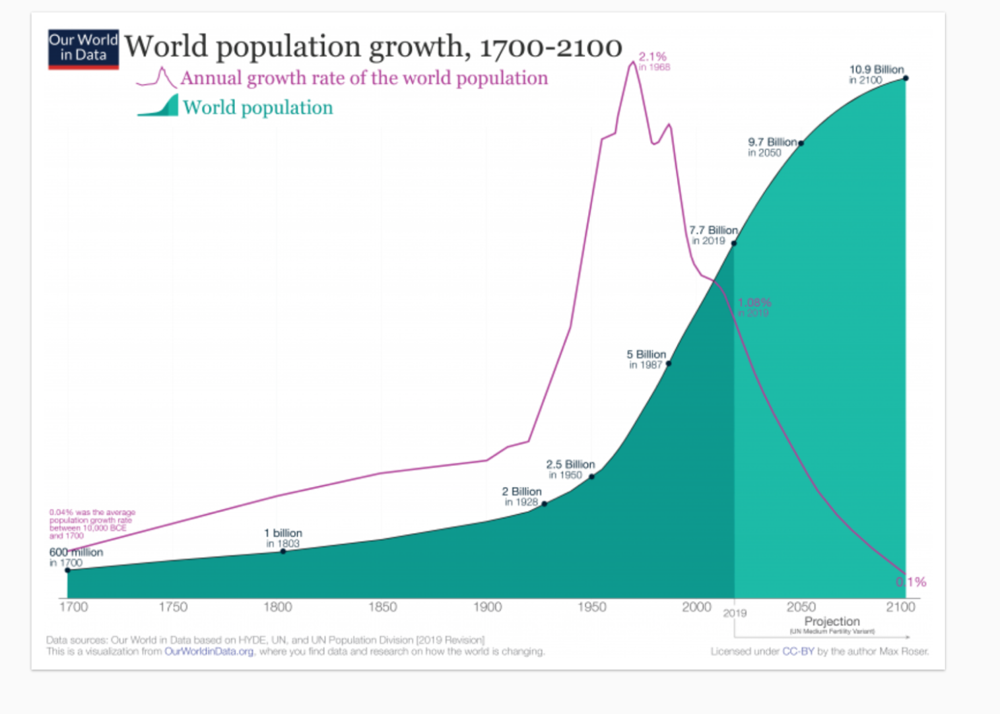 Our World
in Data
World population growth, 1700-2100
Annual growth rate of the world population
World population
2.1%
in 1968
10.9 Billion
in 2100
9.7 Billion
in 2050
7.7 Billion
in 2019
1.08%
in 2019
5 Billion
in 1987
2.5 Billion
in 1950
2 Billion
in 1928
0.04% was the average
population growth rate
between 10,000 BCE
and 1700
1 billion
in 1803
600 million
in 1700
0.1%
1700 1750 1800 1850 1900 1950 2000 2019 2050 2100
Projection
(UN Medium Fertility Variant)
Data sources: Our World in Data based on HYDE, UN, and UN Population Division [2019 Revision]
This is a visualization from OurWorldinData.org, where you find data and research on how the world is changing.
Licensed under CC-BY by the author Max Roser.